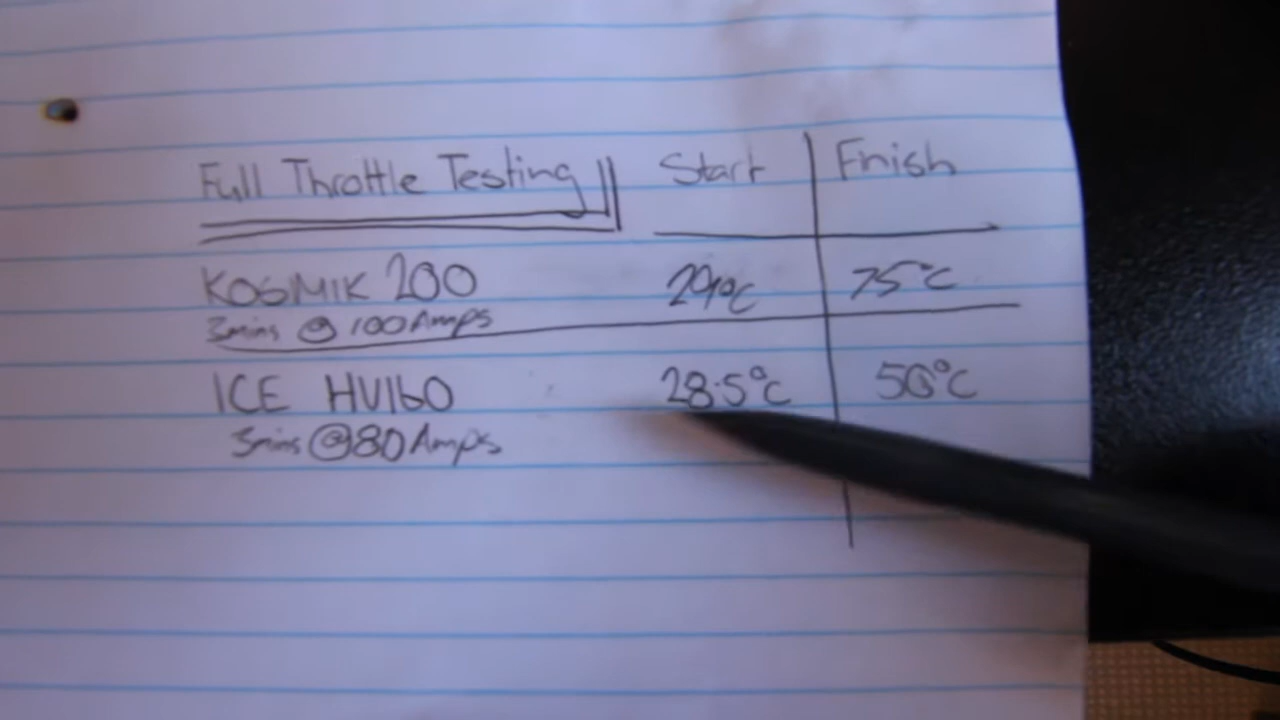 Full Throttle Testing Start Finish
KOSMIK 200 29°C 75°C
3mins @ 100 Amps
ICE HV160 28.5°C 50°C
3mins @ 80 Amps